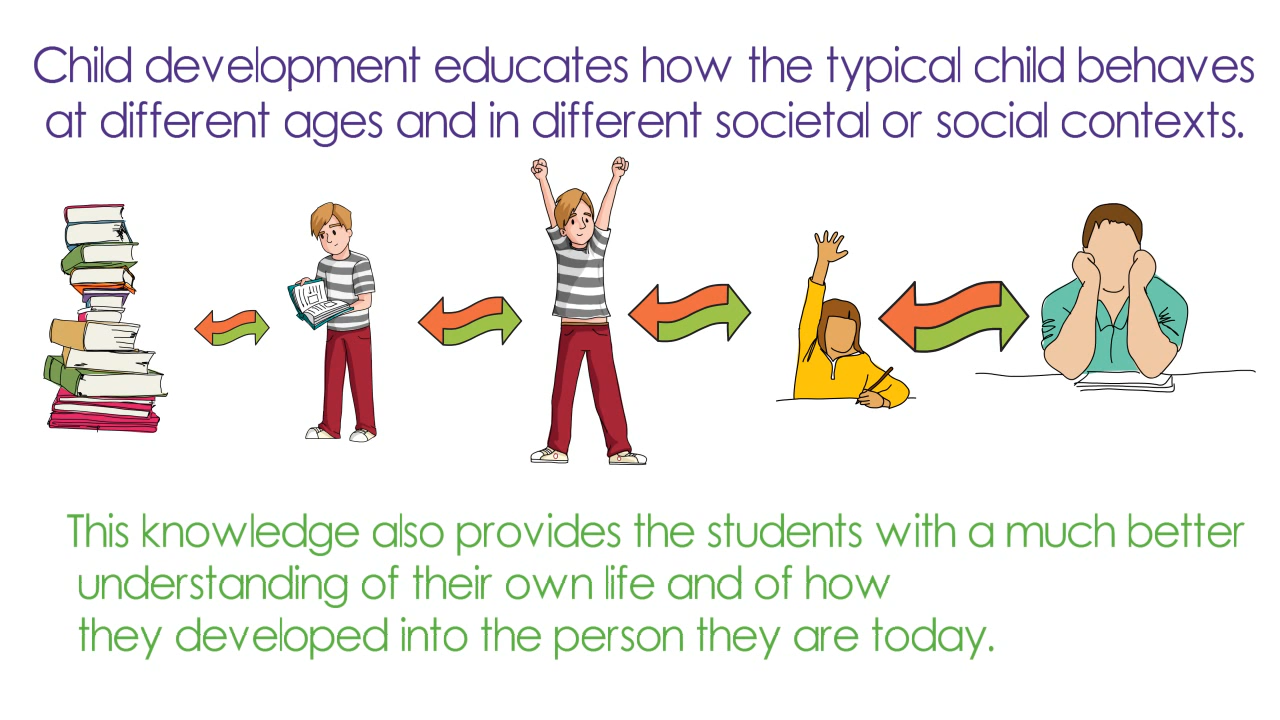 Child development educates how the typical child behaves
at different ages and in different societal or social contexts.
This knowledge also provides the students with a much better
understanding of their own life and of how
they developed into the person they are today.